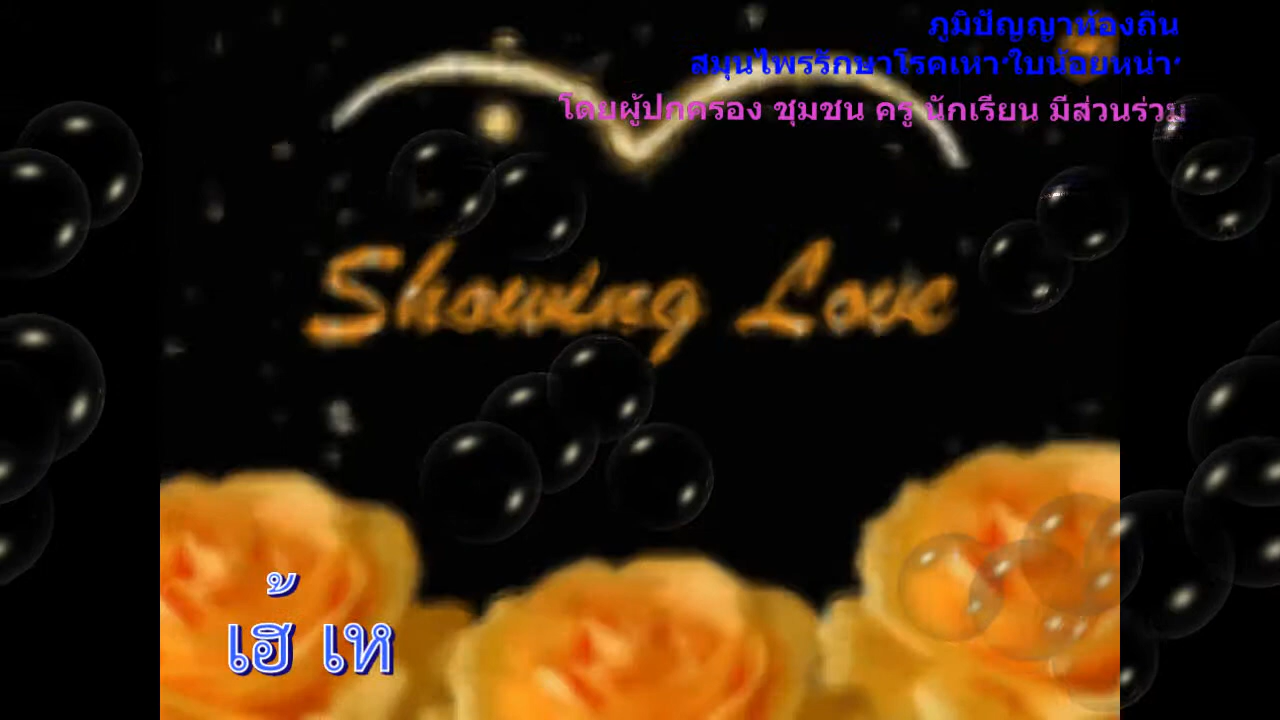 ภูมิปัญญาท้องถิ่น
สมุนไพรรักษาโรคเหา"ใบน้อยหน่า"
โดยผู้ปกครอง ชุมชน ครู นักเรียน มีส่วนร่วม
Showing Love
เฮ้ เห